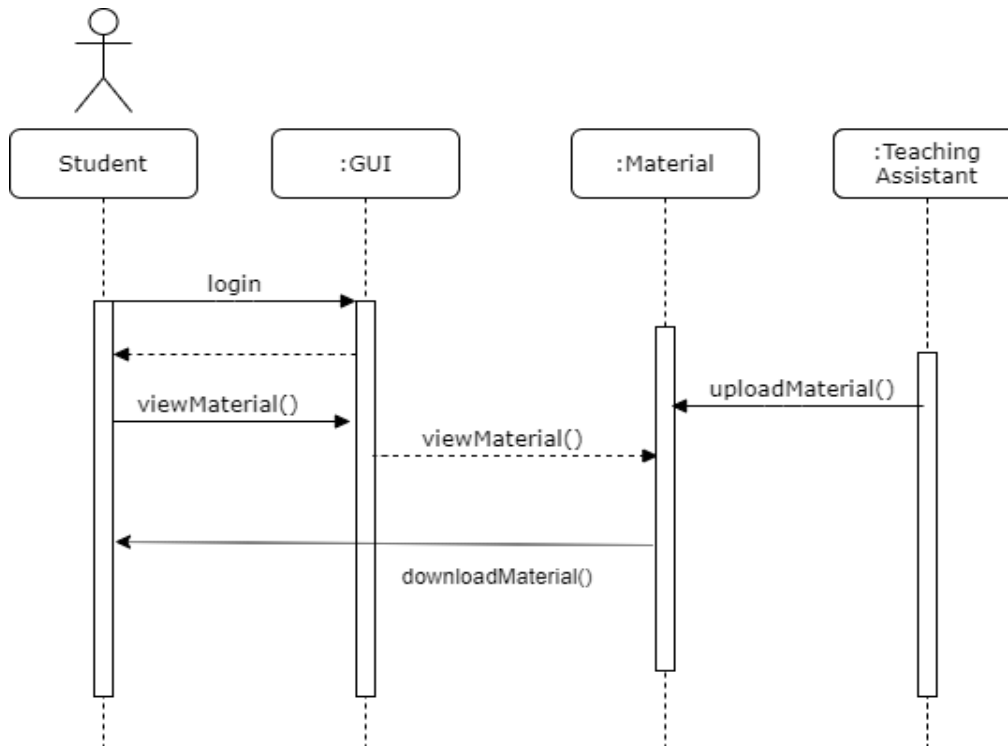 Student
:GUI
:Material
:Teaching
Assistant
login
uploadMaterial()
viewMaterial()
viewMaterial()
downloadMaterial()